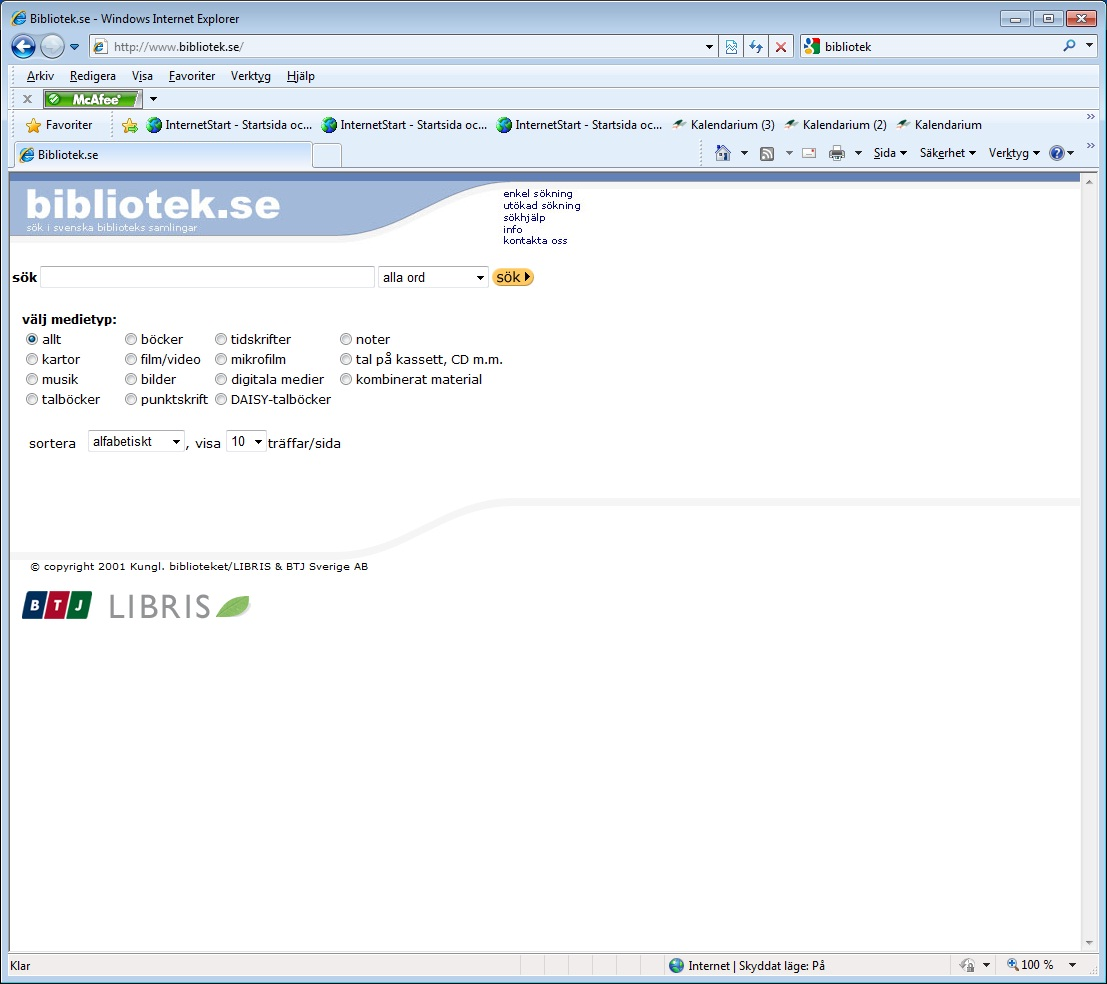 Bibliotek.se - Windows Internet Explorer
http://www.bibliotek.se/
bibliotek
Arkiv Redigera Visa Favoriter Verktyg Hjälp
x McAfee
Favoriter InternetStart - Startsida oc... InternetStart - Startsida oc... InternetStart - Startsida oc... Kalendarium (3) Kalendarium (2) Kalendarium »
Bibliotek.se Sida Säkerhet Verktyg »
bibliotek.se
sök i svenska biblioteks samlingar
enkel sökning
utökad sökning
sökhjälp
info
kontakta oss
sök alla ord sök
välj medietyp:
allt böcker tidskrifter noter
kartor film/video mikrofilm tal på kassett, CD m.m.
musik bilder digitala medier kombinerat material
talböcker punktskrift DAISY-talböcker
sortera alfabetiskt , visa 10 träffar/sida
© copyright 2001 Kungl. biblioteket/LIBRIS & BTJ Sverige AB
BTJ LIBRIS
Klar Internet | Skyddat läge: På 100 %